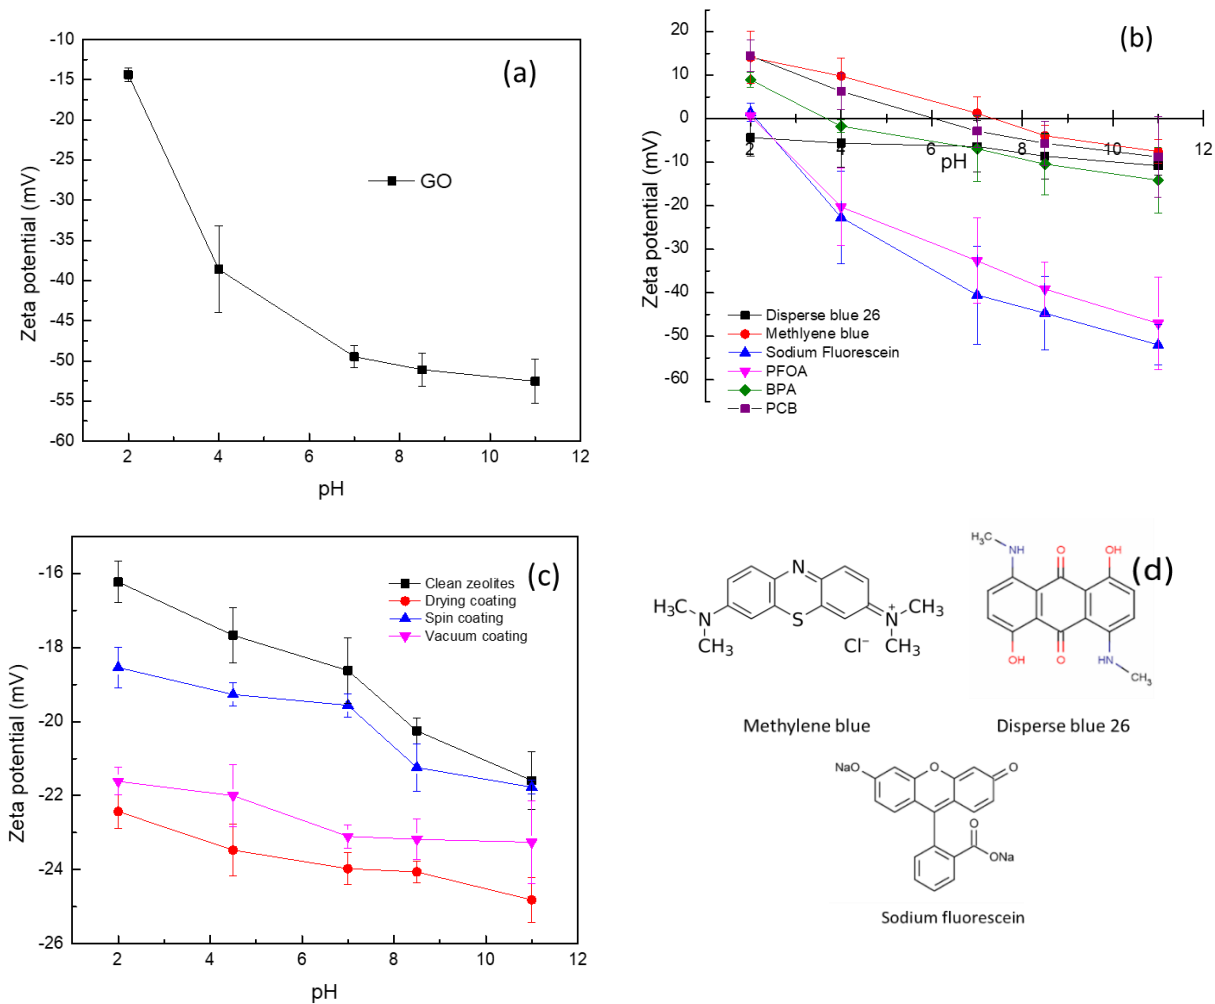 (a)
-10
-15
-20
-25
-30
-35
-40
-45
-50
-55
-60
2 4 6 8 10 12
Zeta potential (mV)
pH
GO
(b)
20
10
0
-10
-20
-30
-40
-50
-60
2 4 6 8 10 12
Zeta potential (mV)
pH
Disperse blue 26
Methlyene blue
Sodium Fluorescein
PFOA
BPA
PCB
(c)
-16
-18
-20
-22
-24
-26
2 4 6 8 10 12
Zeta potential (mV)
pH
Clean zeolites
Drying coating
Spin coating
Vacuum coating
(d)
N
H₃C
N
CH₃
S
N
+
CH₃
CH₃
Cl⁻
Methylene blue
H₃C
NH
O
OH
OH
O
NH
CH₃
Disperse blue 26
NaO
O
O
O
ONa
Sodium fluorescein